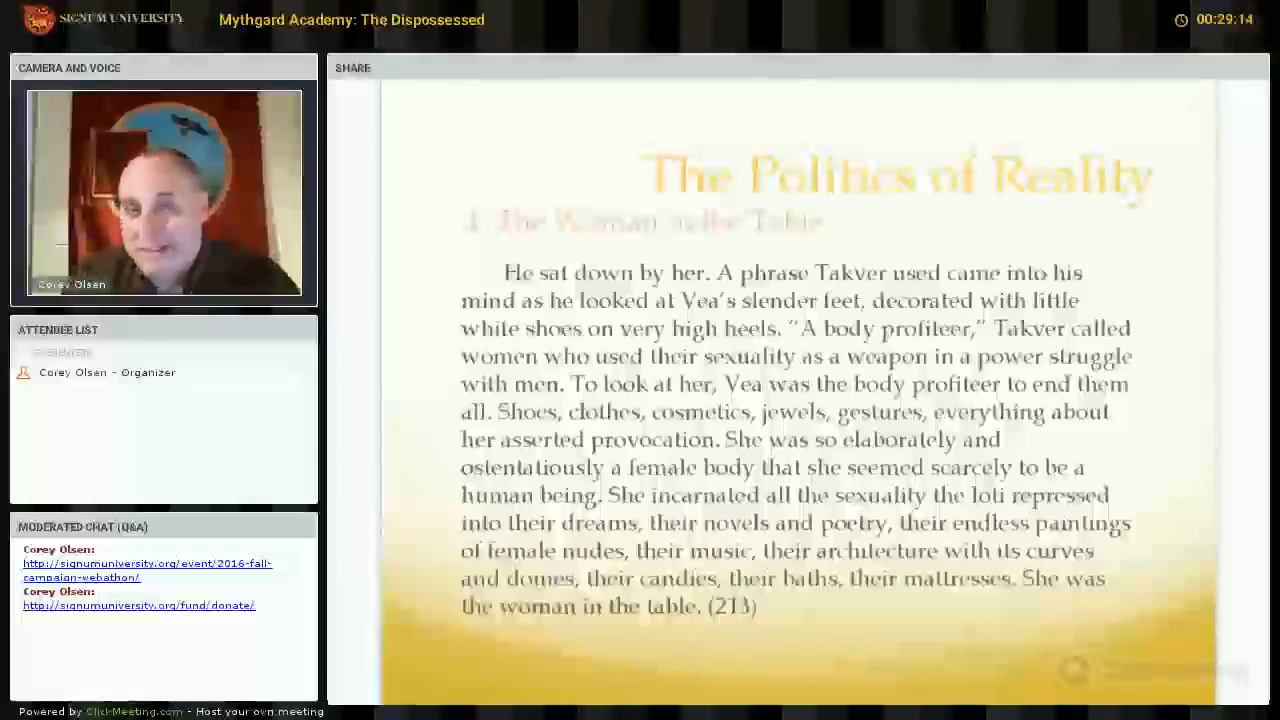 SIGNUM UNIVERSITY
Mythgard Academy: The Dispossessed
00:29:14
CAMERA AND VOICE
Corey Olsen
ATTENDEE LIST
Corey Olsen - Organizer
MODERATED CHAT (Q&A)
Corey Olsen:
http://signumuniversity.org/event/2016-fall-
campaign-webathon/
Corey Olsen:
http://signumuniversity.org/fund/donate/
SHARE
The Politics of Reality
1. The Woman in the Table
He sat down by her. A phrase Takver used came into his
mind as he looked at Vea's slender feet, decorated with little
white shoes on very high heels. "A body profiteer," Takver called
women who used their sexuality as a weapon in a power struggle
with men. To look at her, Vea was the body profiteer to end them
all. Shoes, clothes, cosmetics, jewels, gestures, everything about
her asserted provocation. She was so elaborately and
ostentatiously a female body that she seemed scarcely to be a
human being. She incarnated all the sexuality the Ioti repressed
into their dreams, their novels and poetry, their endless paintings
of female nudes, their music, their architecture with its curves
and domes, their candies, their baths, their mattresses. She was
the woman in the table. (213)
Powered by ClickMeeting.com - Host your own meeting